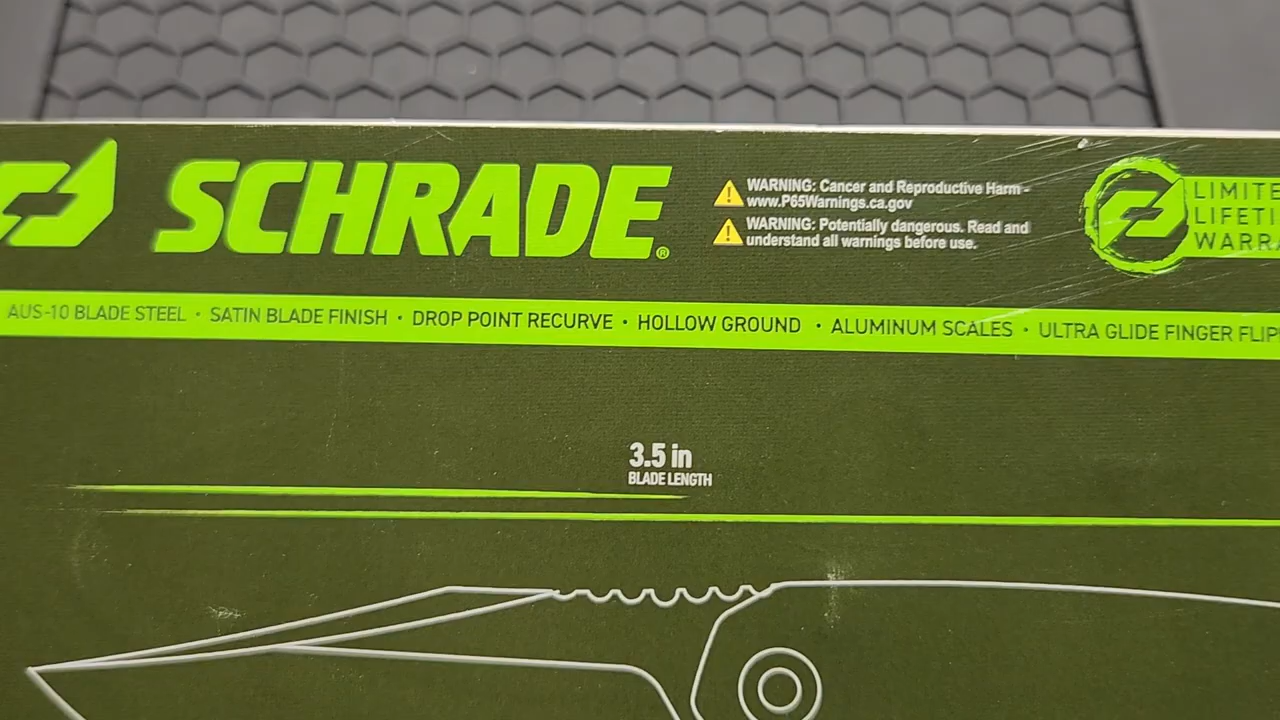 SCHRADE®
WARNING: Cancer and Reproductive Harm -
www.P65Warnings.ca.gov
WARNING: Potentially dangerous. Read and
understand all warnings before use.
LIMITE
LIFETI
WARRA
AUS-10 BLADE STEEL · SATIN BLADE FINISH · DROP POINT RECURVE · HOLLOW GROUND · ALUMINUM SCALES · ULTRA GLIDE FINGER FLIP
3.5 in
BLADE LENGTH